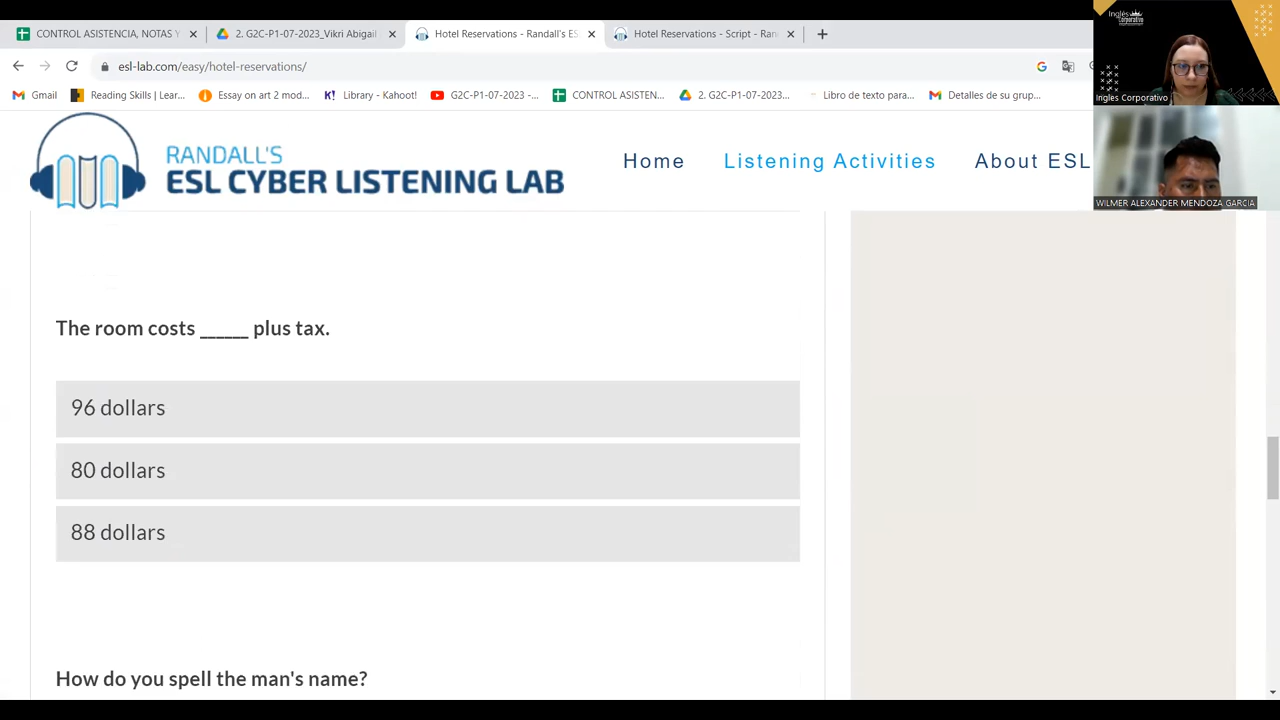 CONTROL ASISTENCIA, NOTAS Y
2. G2C-P1-07-2023_Vikri Abigail
Hotel Reservations - Randall's ES
Hotel Reservations - Script - Ran
esl-lab.com/easy/hotel-reservations/
Gmail
Reading Skills | Lear...
Essay on art 2 mod...
Library - Kahoot!
G2C-P1-07-2023 -...
CONTROL ASISTEN...
2. G2C-P1-07-2023...
Libro de texto para...
Detalles de su grup...
Inglés
Corporativo
Ingles Corporativo
WILMER ALEXANDER MENDOZA GARCIA
RANDALL'S
ESL CYBER LISTENING LAB
Home
Listening Activities
About ESL
The room costs ______ plus tax.
96 dollars
80 dollars
88 dollars
How do you spell the man's name?